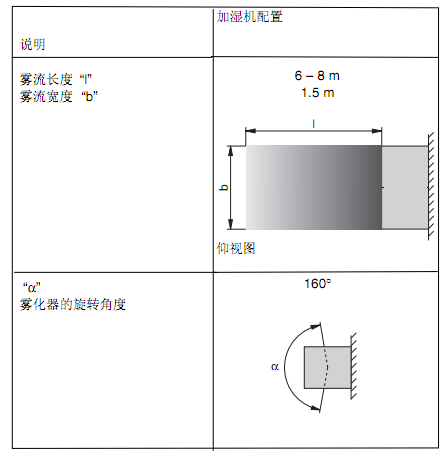 加湿机配置
说明
雾流长度 “l”
雾流宽度 “b”
6 – 8 m
1.5 m
l
b
仰视图
“α”
雾化器的旋转角度
160°
α